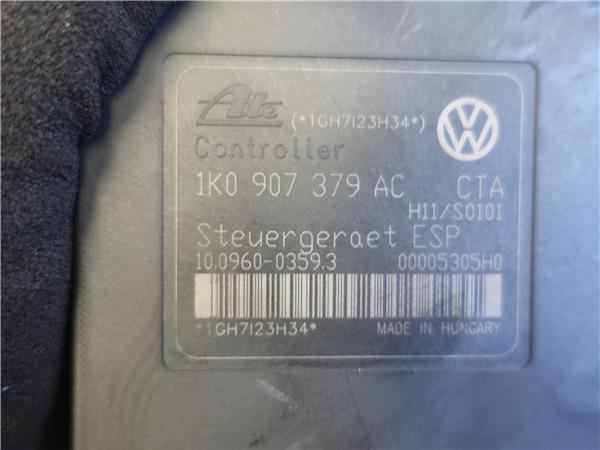 Ate (*1GH7I23H34*) VW
Controller
1K0 907 379 AC CTA
H11/S0101
Steuergeraet ESP
10.0960-0359.3 00005305H0
*1GH7I23H34* MADE IN HUNGARY